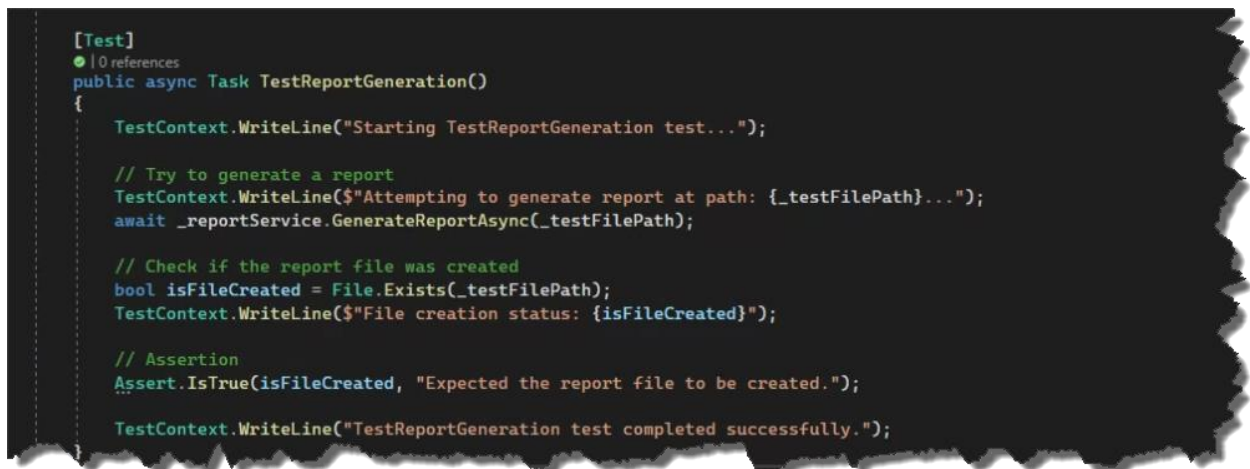 [Test]
| 0 references
public async Task TestReportGeneration()
{
TestContext.WriteLine("Starting TestReportGeneration test...");
// Try to generate a report
TestContext.WriteLine($"Attempting to generate report at path: {_testFilePath}...");
await _reportService.GenerateReportAsync(_testFilePath);
// Check if the report file was created
bool isFileCreated = File.Exists(_testFilePath);
TestContext.WriteLine($"File creation status: {isFileCreated}");
// Assertion
Assert.IsTrue(isFileCreated, "Expected the report file to be created.");
TestContext.WriteLine("TestReportGeneration test completed successfully.");
}